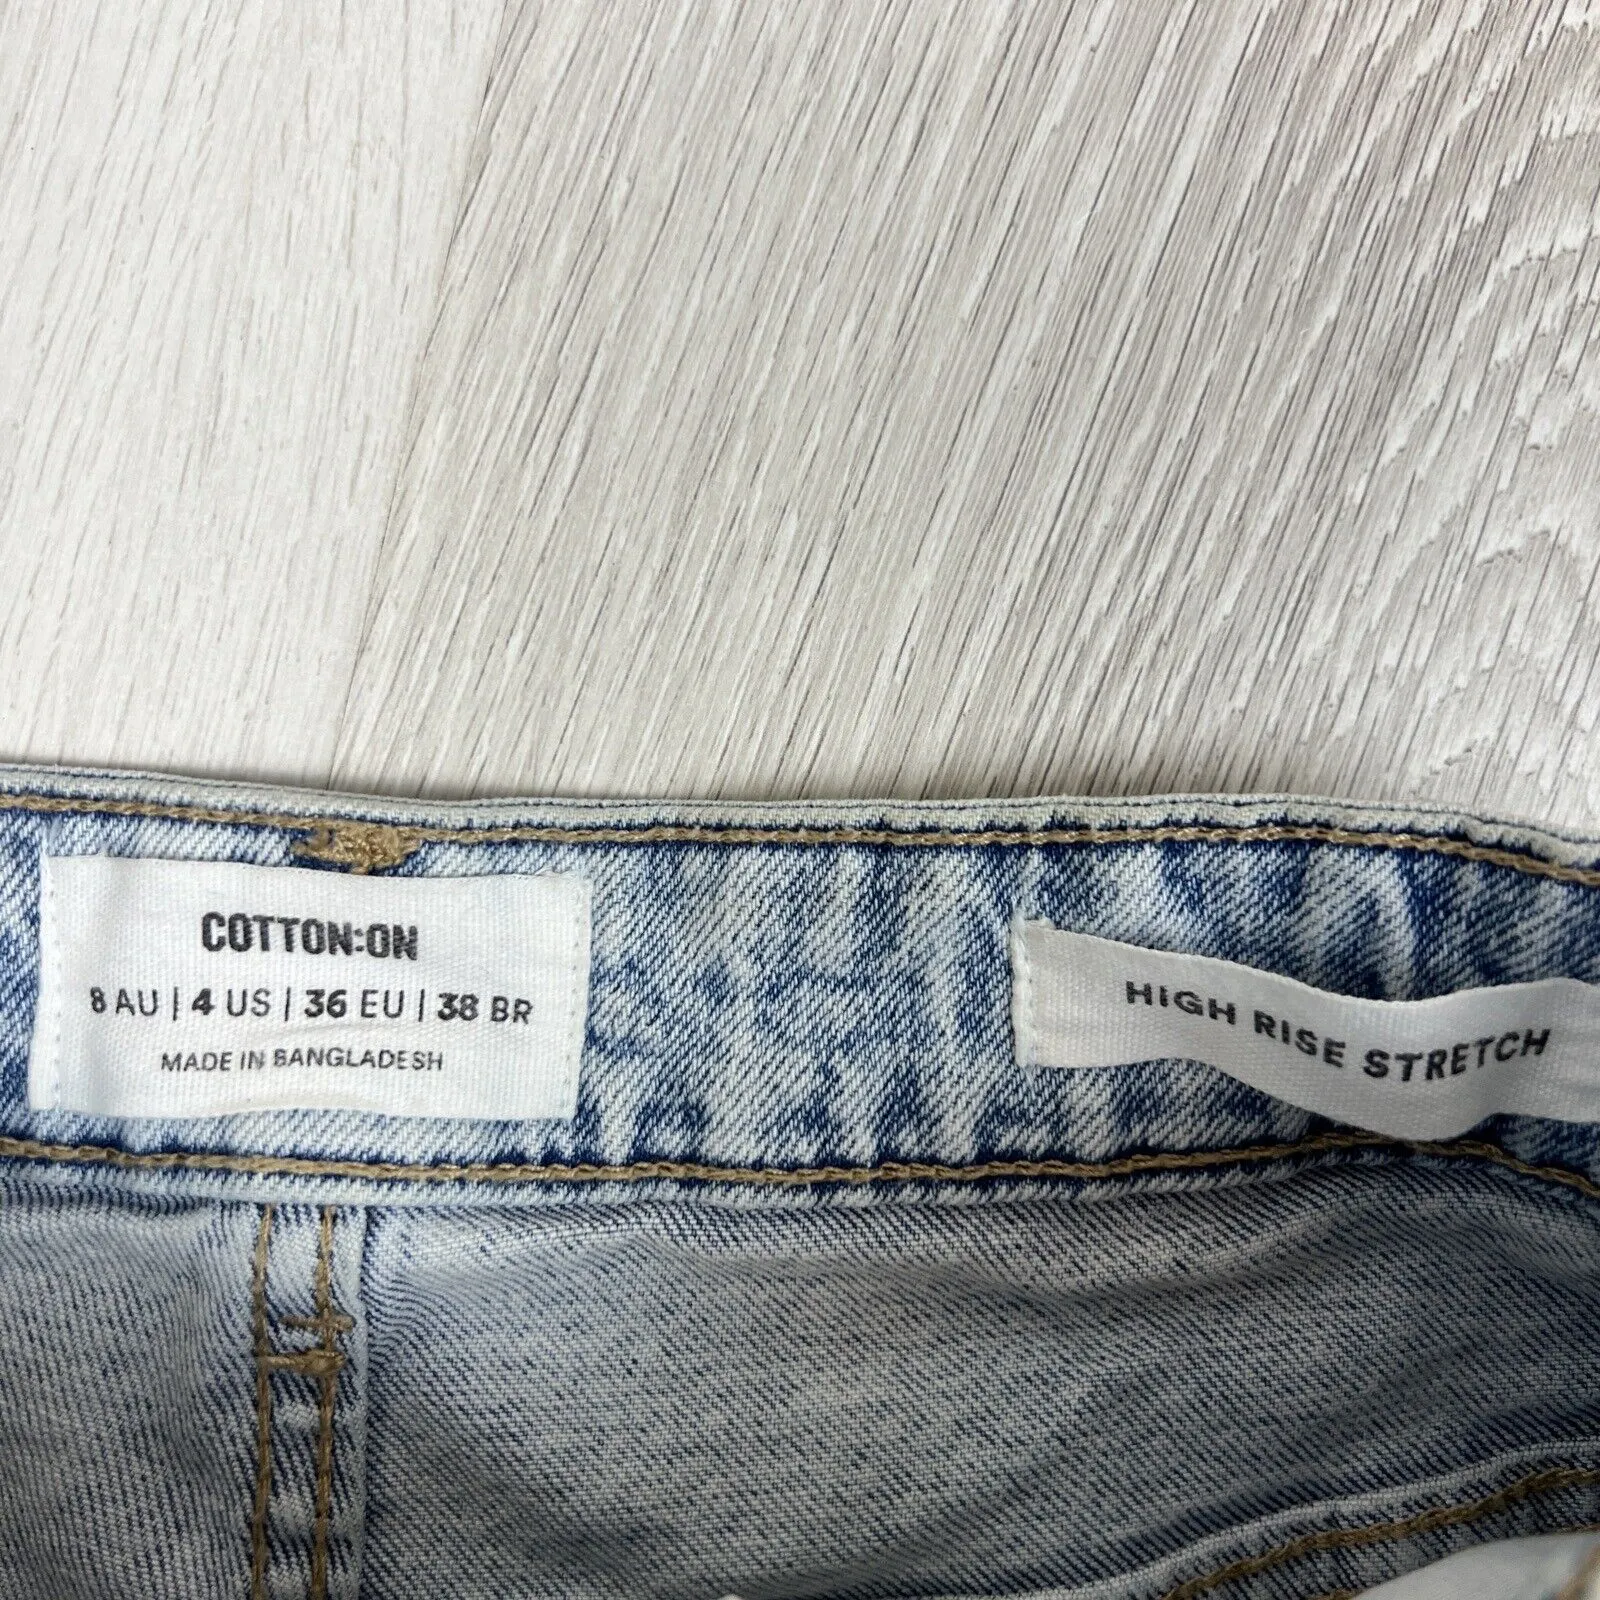 COTTON:ON
8 AU | 4 US | 36 EU | 38 BR
MADE IN BANGLADESH
HIGH RISE STRETCH